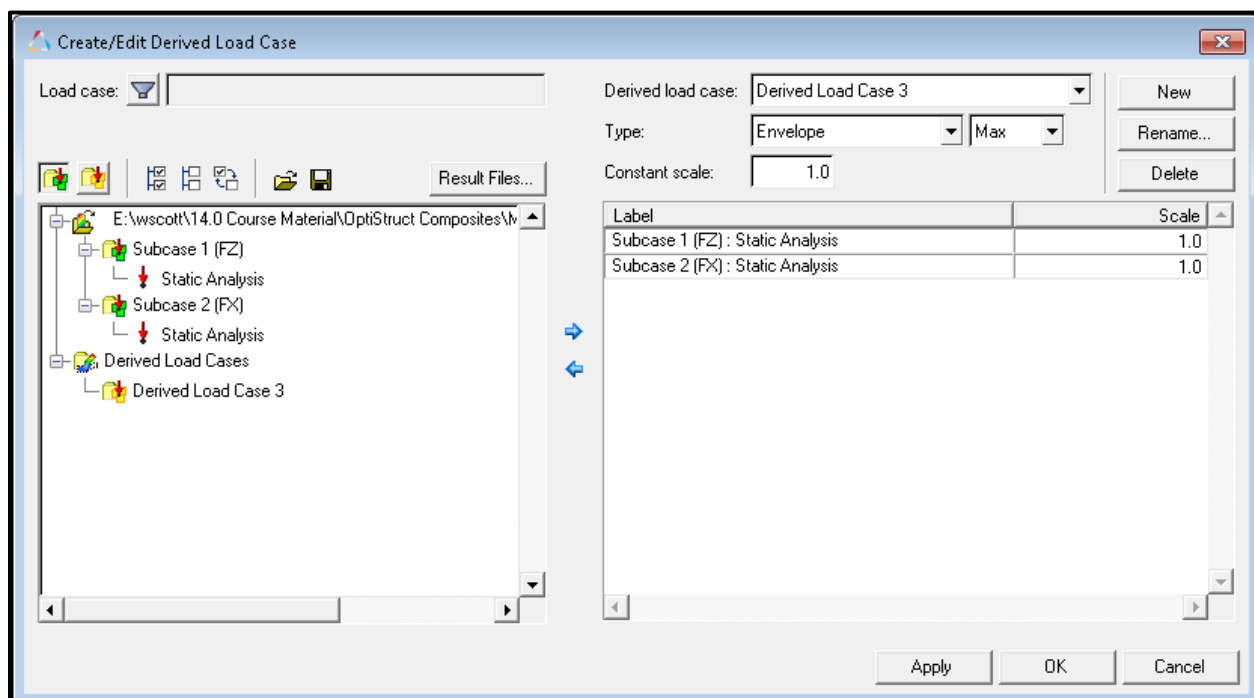 Create/Edit Derived Load Case
Load case:
Derived load case: Derived Load Case 3
New
Type: Envelope Max
Rename...
Constant scale: 1.0
Delete
Result Files...
E:\wscott\14.0 Course Material\OptiStruct Composites\
Subcase 1 (FZ)
Static Analysis
Subcase 2 (FX)
Static Analysis
Derived Load Cases
Derived Load Case 3
Label Scale
Subcase 1 (FZ) : Static Analysis 1.0
Subcase 2 (FX) : Static Analysis 1.0
Apply OK Cancel